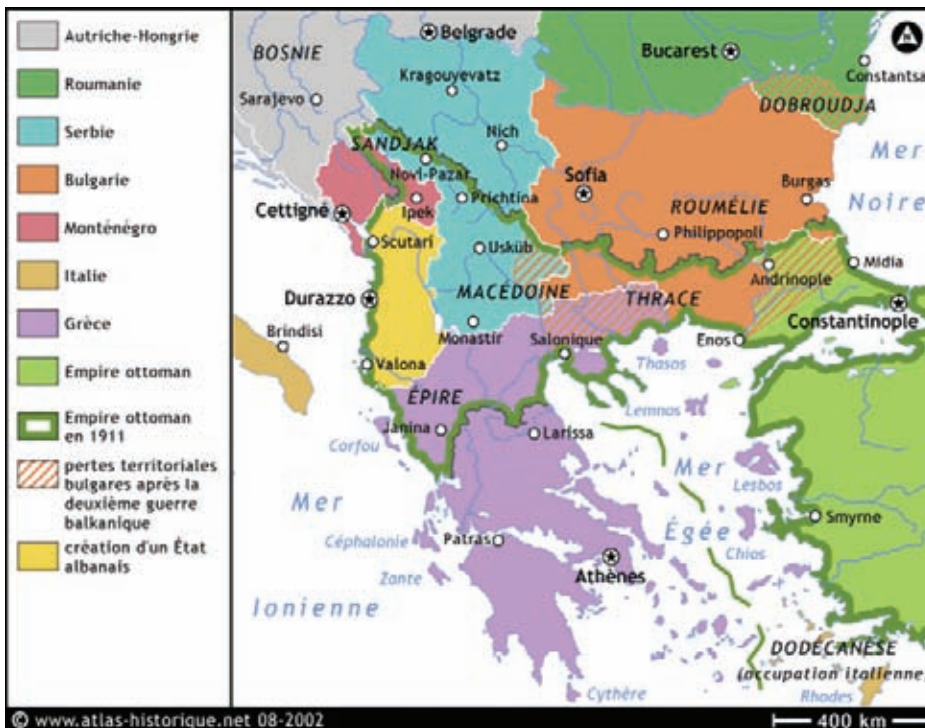 Autriche-Hongrie
Roumanie
Serbie
Bulgarie
Monténégro
Italie
Grèce
Empire ottoman
Empire ottoman
en 1911
pertes territoriales
bulgares après la
deuxième guerre
balkanique
création d'un État
albanais
BOSNIE
Belgrade
Bucarest
N
Kragouyevatz
Constantsa
Sarajevo
DOBROUDJA
Nich
SANDJAK
Mer
Noire
Novi-Pazar
Sofia
Burgas
Prichtina
Ipek
ROUMÉLIE
Cettigné
Philippopoli
Scutari
Usküb
Andrinople
Midia
MACÉDOINE
THRACE
Durazzo
Constantinople
Brindisi
Monastir
Salonique
Enos
Valona
Thasos
ÉPIRE
Lemnos
Janina
Larissa
Corfou
Mer
Égée
Mer
Ionienne
Lesbos
Smyrne
Céphalonie
Patras
Chios
Zante
Athènes
DODÉCANÈSE
(occupation italienne)
Cythère
Rhodes
© www.atlas-historique.net 08-2002
400 km